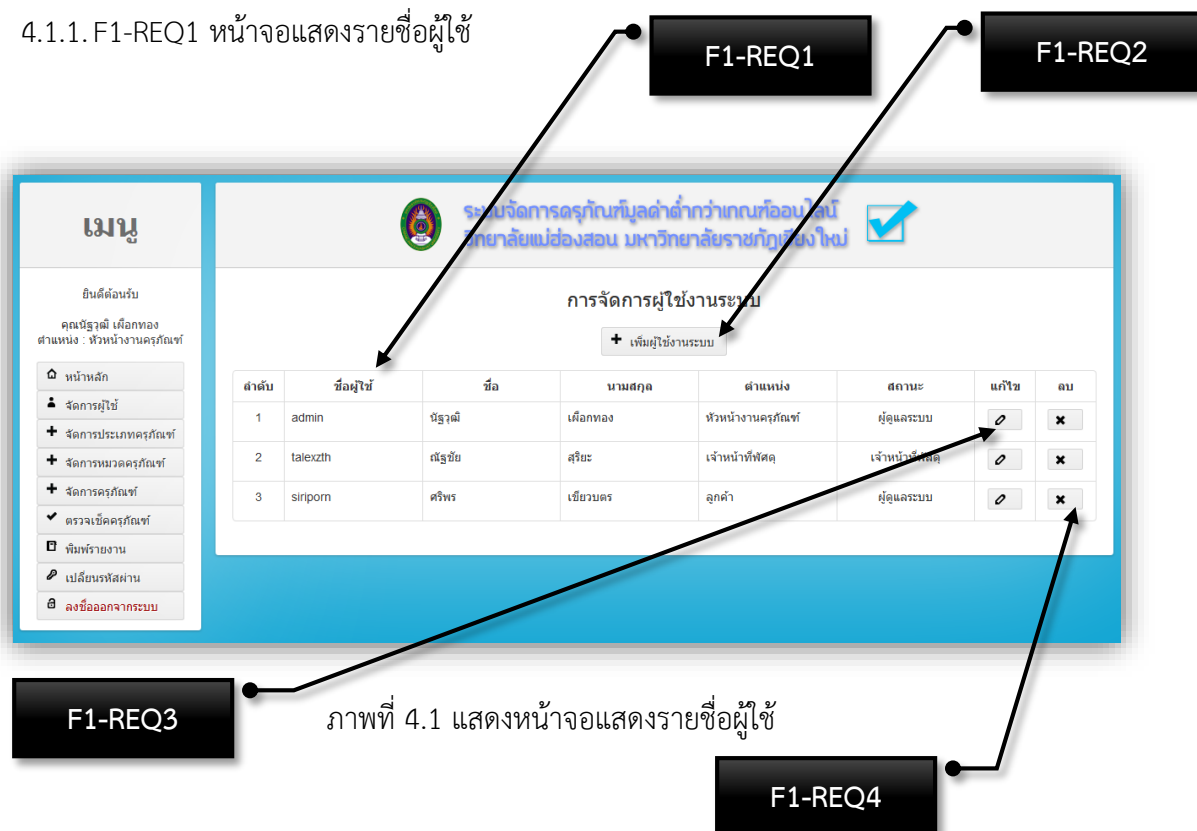 4.1.1. F1-REQ1 หน้าจอแสดงรายชื่อผู้ใช้
F1-REQ1
F1-REQ2
เมนู
ระบบจัดการครุภัณฑ์มูลค่าต่ำกว่าเกณฑ์ออนไลน์
วิทยาลัยแม่ฮ่องสอน มหาวิทยาลัยราชภัฏเชียงใหม่
ยินดีต้อนรับ
คุณนัฐวุฒิ เผือกทอง
ตำแหน่ง : หัวหน้างานครุภัณฑ์
หน้าหลัก
จัดการผู้ใช้
จัดการประเภทครุภัณฑ์
จัดการหมวดครุภัณฑ์
จัดการครุภัณฑ์
ตรวจเช็คครุภัณฑ์
พิมพ์รายงาน
เปลี่ยนรหัสผ่าน
ลงชื่อออกจากระบบ
การจัดการผู้ใช้งานระบบ
เพิ่มผู้ใช้งานระบบ
ลำดับ ชื่อผู้ใช้ ชื่อ นามสกุล ตำแหน่ง สถานะ แก้ไข ลบ
1 admin นัฐวุฒิ เผือกทอง หัวหน้างานครุภัณฑ์ ผู้ดูแลระบบ
2 talexzth ณัฐชัย สุริยะ เจ้าหน้าที่พัสดุ เจ้าหน้าที่พัสดุ
3 siriporn ศริพร เขียวบตร ลูกค้า ผู้ดูแลระบบ
F1-REQ3
ภาพที่ 4.1 แสดงหน้าจอแสดงรายชื่อผู้ใช้
F1-REQ4